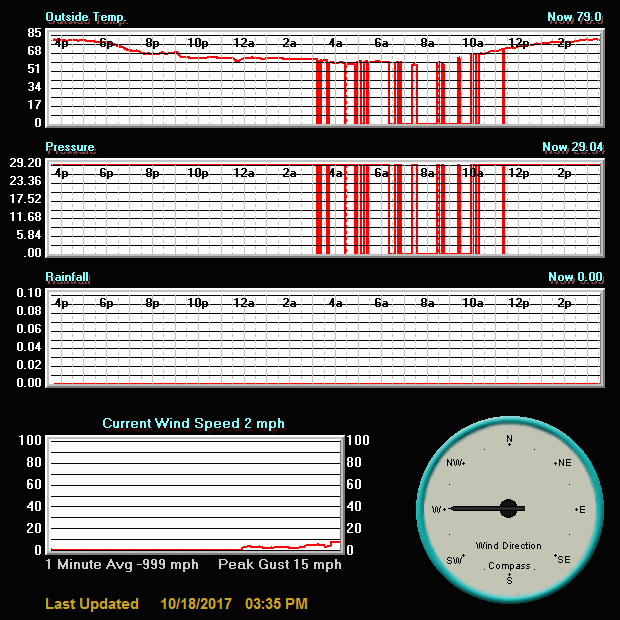 Outside Temp. Now 79.0
85 4p 6p 8p 10p 12a 2a 4a 6a 8a 10a 12p 2p
68
51
34
17
0
Pressure Now 29.04
29.20 4p 6p 8p 10p 12a 2a 4a 6a 8a 10a 12p 2p
23.36
17.52
11.68
5.84
.00
Rainfall Now 0.00
0.10 4p 6p 8p 10p 12a 2a 4a 6a 8a 10a 12p 2p
0.08
0.06
0.04
0.02
0.00
Current Wind Speed 2 mph
100 100
80 80
60 60
40 40
20 20
0 0
1 Minute Avg -999 mph Peak Gust 15 mph
N
NW NE
W E
Wind Direction
SW SE
Compass
S
Last Updated 10/18/2017 03:35 PM